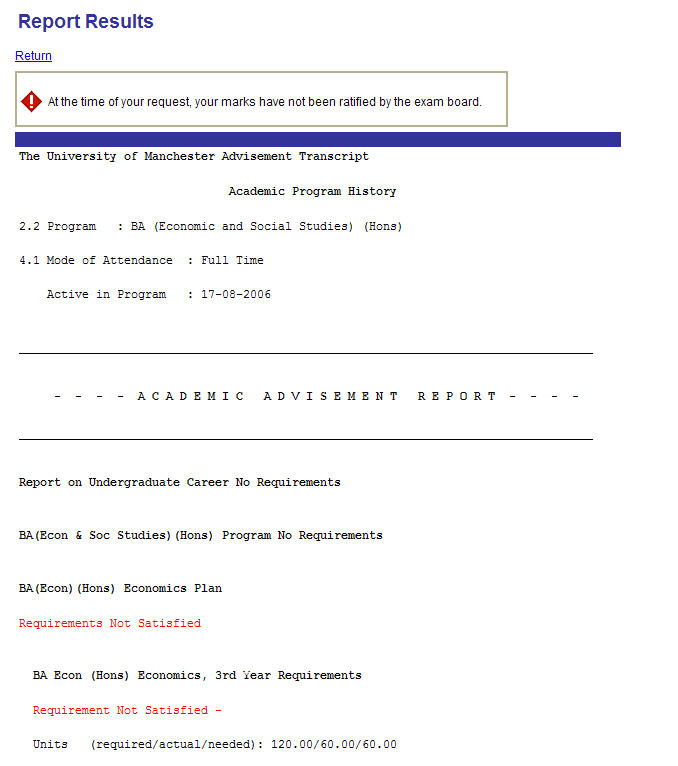 Report Results
Return
At the time of your request, your marks have not been ratified by the exam board.
The University of Manchester Advisement Transcript
Academic Program History
2.2 Program : BA (Economic and Social Studies) (Hons)
4.1 Mode of Attendance : Full Time
Active in Program : 17-08-2006
- - - - A C A D E M I C A D V I S E M E N T R E P O R T - - - -
Report on Undergraduate Career No Requirements
BA(Econ & Soc Studies)(Hons) Program No Requirements
BA(Econ)(Hons) Economics Plan
Requirements Not Satisfied
BA Econ (Hons) Economics, 3rd Year Requirements
Requirement Not Satisfied -
Units (required/actual/needed): 120.00/60.00/60.00